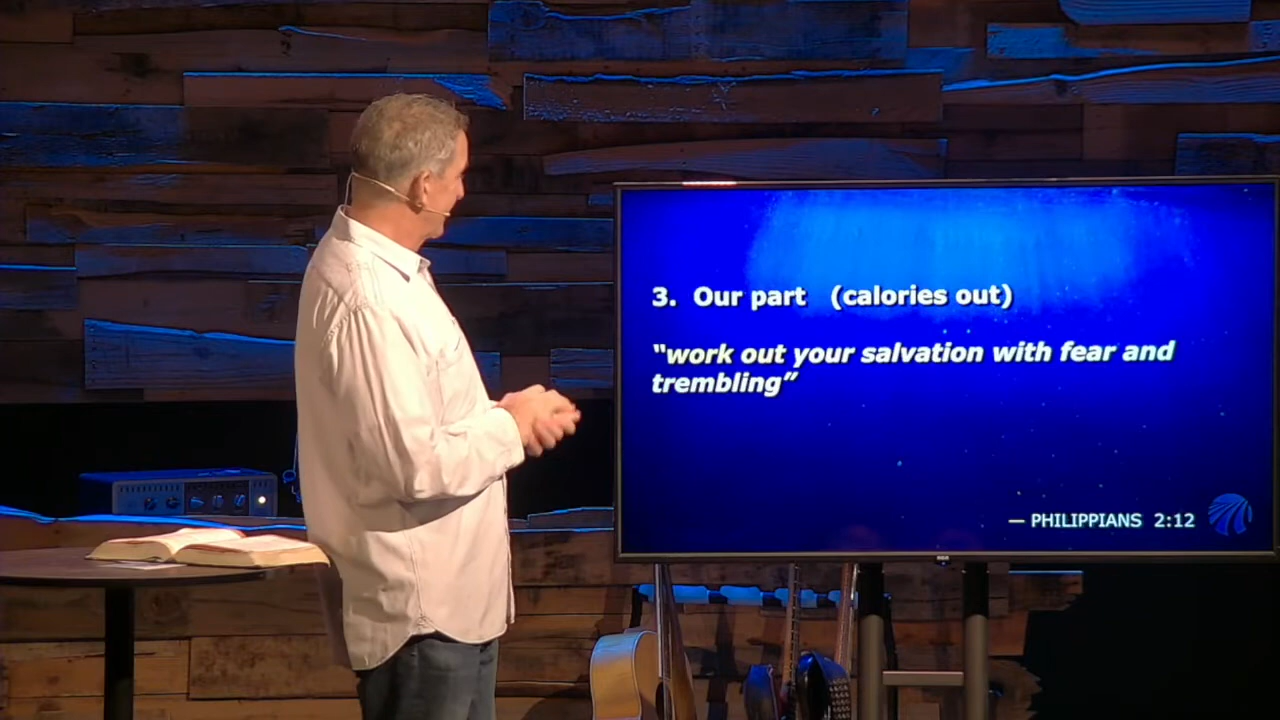 3. Our part (calories out)
“work out your salvation with fear and
trembling”
— PHILIPPIANS 2:12